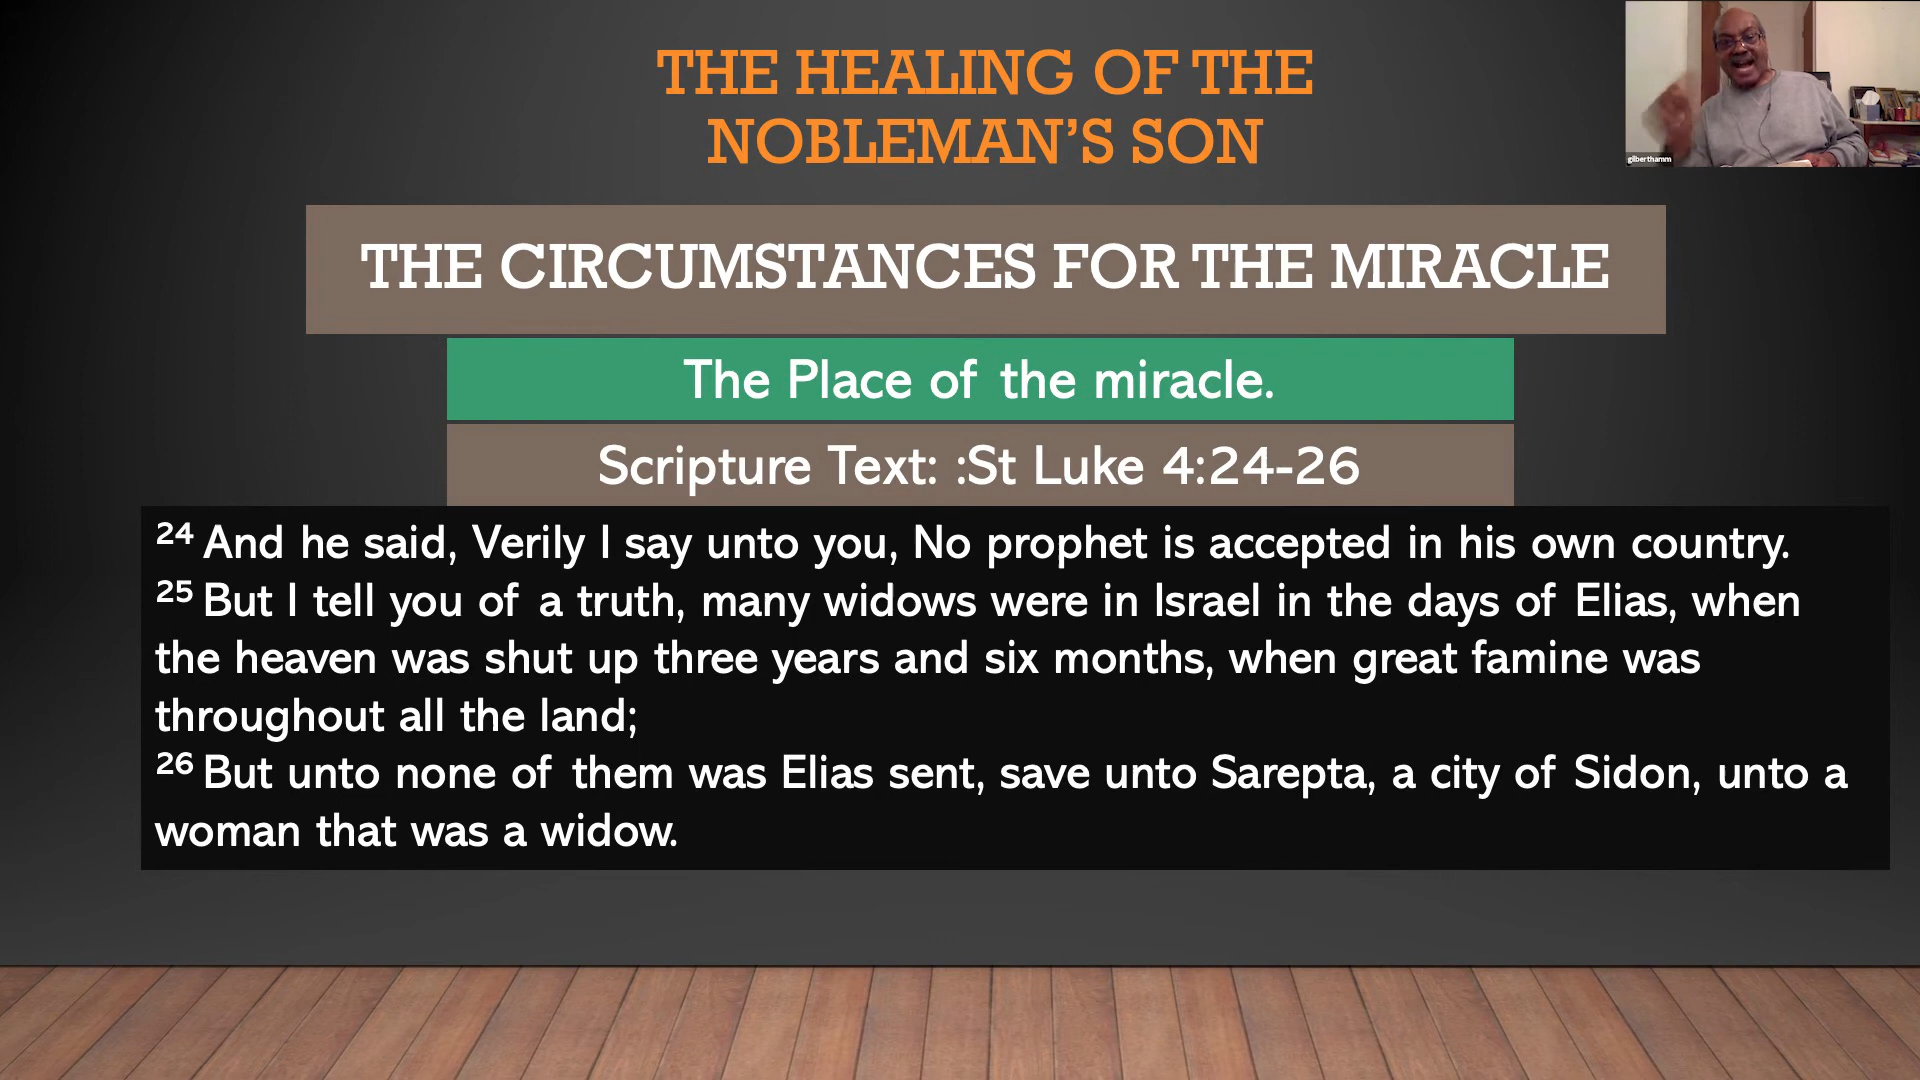 THE HEALING OF THE
NOBLEMAN'S SON
gilberthamm
THE CIRCUMSTANCES FOR THE MIRACLE
The Place of the miracle.
Scripture Text: :St Luke 4:24-26
24 And he said, Verily I say unto you, No prophet is accepted in his own country.
25 But I tell you of a truth, many widows were in Israel in the days of Elias, when
the heaven was shut up three years and six months, when great famine was
throughout all the land;
26 But unto none of them was Elias sent, save unto Sarepta, a city of Sidon, unto a
woman that was a widow.